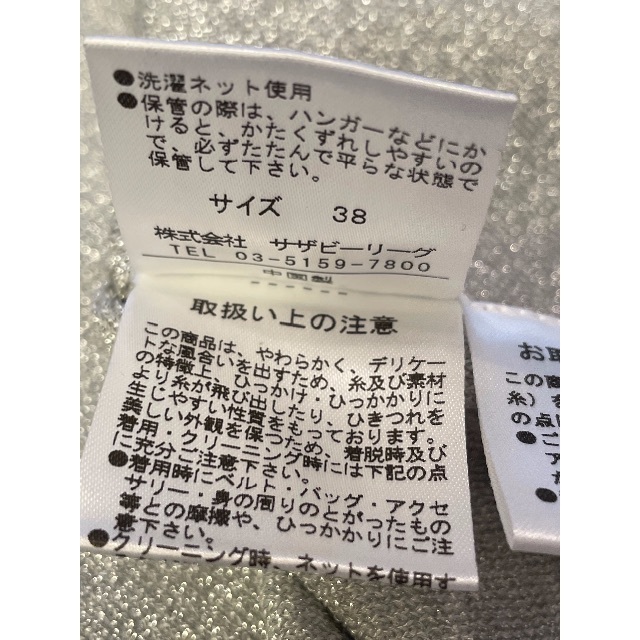 ●洗濯ネット使用
●保管の際は、ハンガーなどにか
けると、かたくずれしやすいの
で、必ずたたんで平らな状態で
保管して下さい。
サイズ 38
株式会社 サザビーリーグ
TEL 03-5159-7800
中国製
取扱い上の注意
この商品は、やわらかく、デリケー
トな風合いを出すため、糸及び素材
の特徴上、ひっかけ・ひっかかりに
より糸が飛び出したり、ひきつれを
生じやすい性質をもっております。
美しい外観を保つため、着脱時及び
着用・クリーニング時には下記の点
に充分ご注意下さい。
●着用時にベルト・バッグ・アクセ
サリー・身の周りのとがったもの
等との摩擦や、ひっかかりにご注
意下さい。
●クリーニング時、ネットを使用す
お取
この商
糸）を
の点に
●ご
ア
た
●